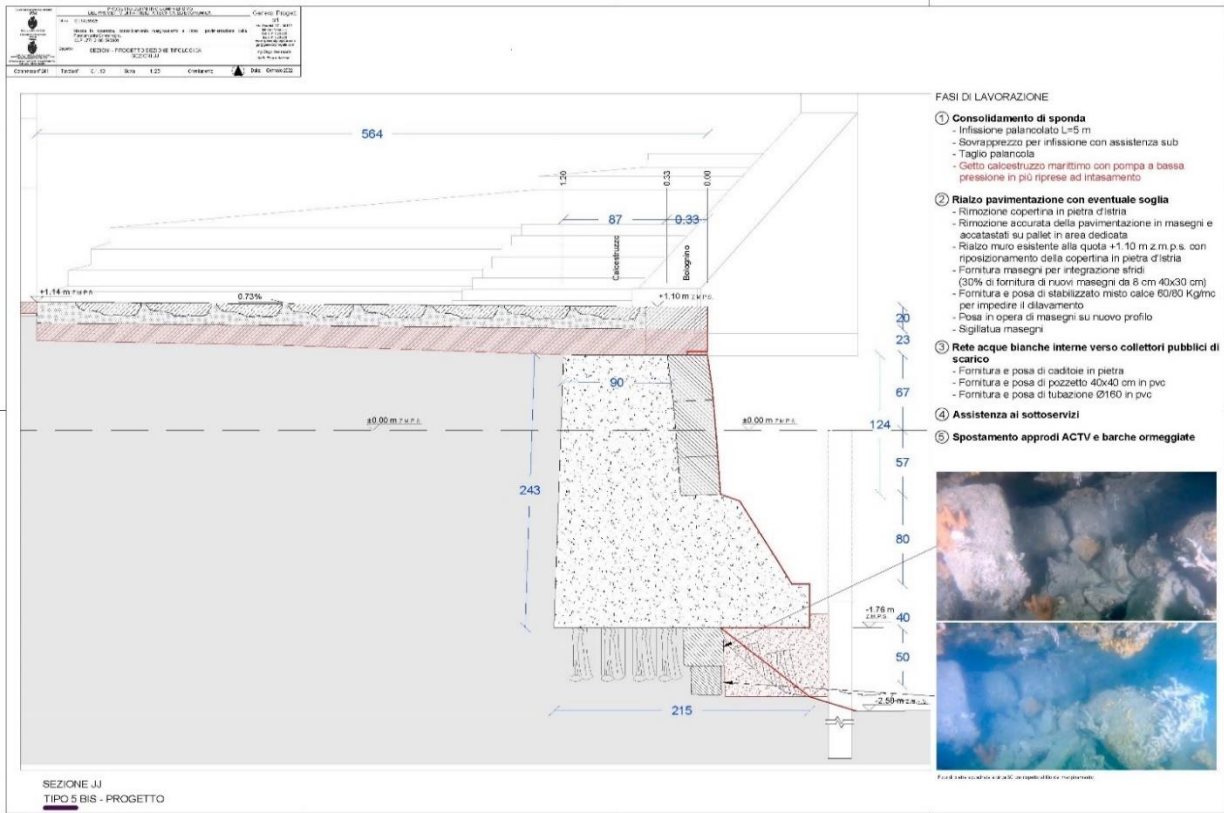 SEZIONI - PROGETTO SEZIONE TIPOLOGICA
SEZIONI JJ
Scala 1:20
Orientamento
Data:
564
1.20
0.33
0.00
87
0.33
Calcestruzzo
Bolognino
+1.14 m Z.M.P.S.
0.73%
+1.10 m Z.M.P.S.
20
23
90
67
±0.00 m Z.M.P.S.
±0.00 m Z.M.P.S.
124
57
243
80
-1.76 m
Z.M.P.S.
40
50
-2.50 m Z.M.P.S.
215
SEZIONE JJ
TIPO 5 BIS - PROGETTO
FASI DI LAVORAZIONE
1 Consolidamento di sponda
- Infissione palancolato L=5 m
- Sovrapprezzo per infissione con assistenza sub
- Taglio palancola
- Getto calcestruzzo marittimo con pompa a bassa
pressione in più riprese ad intasamento
2 Rialzo pavimentazione con eventuale soglia
- Rimozione copertina in pietra d'Istria
- Rimozione accurata della pavimentazione in masegni e
accatastati su pallet in area dedicata
- Rialzo muro esistente alla quota +1.10 m z.m.p.s. con
riposizionamento della copertina in pietra d'Istria
- Fornitura masegni per integrazione sfridi
(30% di fornitura di nuovi masegni da 8 cm 40x30 cm)
- Fornitura e posa di stabilizzato misto calce 60/80 Kg/mc
per impedire il dilavamento
- Posa in opera di masegni su nuovo profilo
- Sigillatua masegni
3 Rete acque bianche interne verso collettori pubblici di
scarico
- Fornitura e posa di caditoie in pietra
- Fornitura e posa di pozzetto 40x40 cm in pvc
- Fornitura e posa di tubazione Ø160 in pvc
4 Assistenza ai sottoservizi
5 Spostamento approdi ACTV e barche ormeggiate